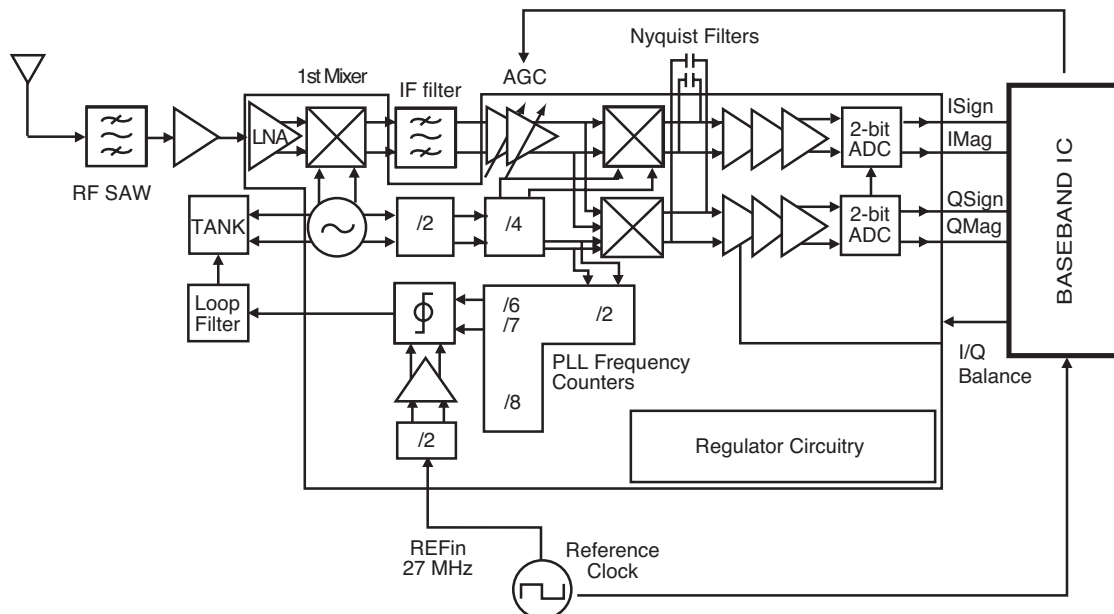 Nyquist Filters
1st Mixer
IF filter
AGC
LNA
RF SAW
2-bit
ADC
ISign
IMag
2-bit
ADC
QSign
QMag
BASEBAND IC
TANK
/2
/4
Loop
Filter
/6
/7
/2
/8
PLL Frequency
Counters
I/Q
Balance
/2
Regulator Circuitry
REFin
27 MHz
Reference
Clock